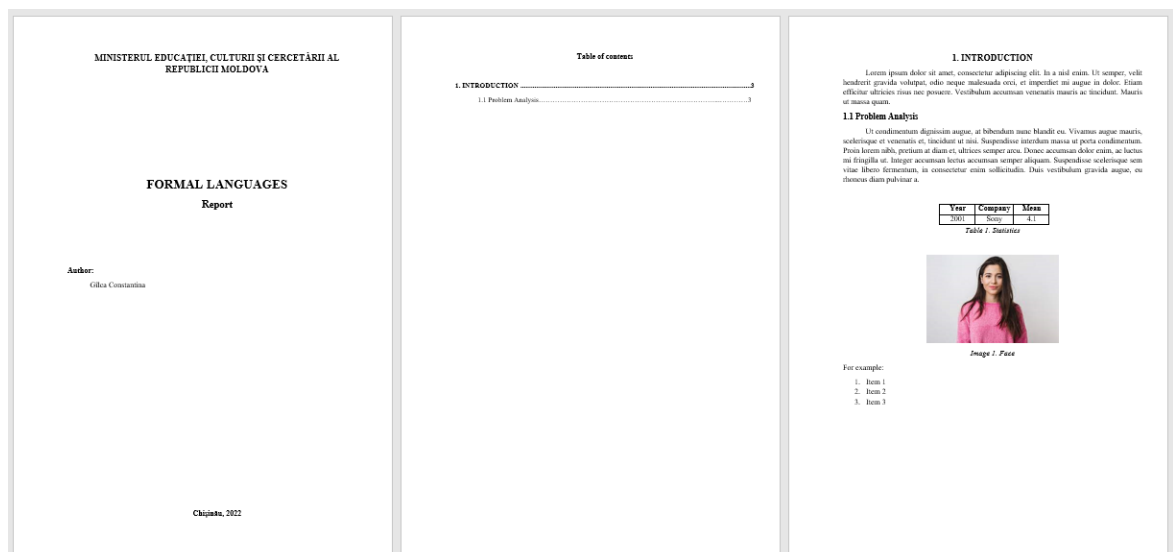 MINISTERUL EDUCAŢIEI, CULTURII ŞI CERCETĂRII AL
REPUBLICII MOLDOVA
FORMAL LANGUAGES
Report
Author:
Gîlca Constantina
Chişinău, 2022
Table of contents
1. INTRODUCTION ...............................................................................................3
1.1 Problem Analysis...............................................................................................3
1. INTRODUCTION
Lorem ipsum dolor sit amet, consectetur adipiscing elit. In a nisl enim. Ut semper, velit
hendrerit gravida volutpat, odio neque malesuada orci, et imperdiet mi augue in dolor. Etiam
efficitur ultricies risus nec posuere. Vestibulum accumsan venenatis mauris ac tincidunt. Mauris
ut massa quam.
1.1 Problem Analysis
Ut condimentum dignissim augue, at bibendum nunc blandit eu. Vivamus augue mauris,
scelerisque et venenatis et, tincidunt ut nisi. Suspendisse interdum massa ut porta condimentum.
Proin lorem nibh, pretium at diam et, ultrices semper arcu. Donec accumsan dolor enim, ac luctus
mi fringilla ut. Integer accumsan lectus accumsan semper aliquam. Suspendisse scelerisque sem
vitae libero fermentum, in consectetur enim sollicitudin. Duis vestibulum gravida augue, eu
rhoncus diam pulvinar a.
Year Company Mean
2001 Sony 4.1
Table 1. Statistics
Image 1. Face
For example:
1. Item 1
2. Item 2
3. Item 3